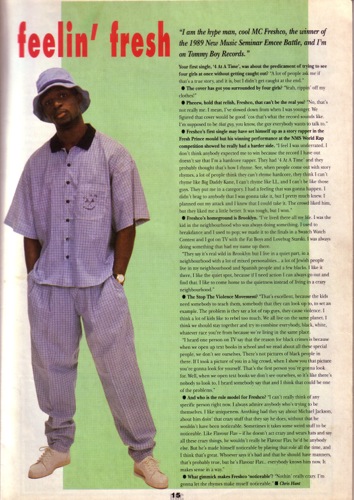 feelin' fresh
"I am the hype man, cool MC Freshco, the winner of
the 1989 New Music Seminar Emcee Battle, and I'm
on Tommy Boy Records."
Your first single, '4 At A Time', was about the predicament of trying to see
four girls at once without getting caught? "A lot of people ask me if
that's a true story, and it is, but I didn't get caught at the end."
The cover has got you surrounded by four girls? "Yeah, rippin' off my
clothes!"
Pheeow, hold that relish, Freshco, that can't be the real you? "No, that's
not really me. I mean, I've slowed down from when I was younger. We
figured that cover would be good 'cos that's what the record sounds like.
I'm supposed to be that guy, you know, the guy everybody wants to talk to."
Freshco's first single may have set himself up as a story rapper in the
Fresh Prince mould but his winning performance at the NMS World Rap
competition showed he really had a harder side. "I feel I was underrated, I
don't think anybody expected me to win because the record I have out
doesn't say that I'm a hardcore rapper. They had '4 At A Time' and they
probably thought that's how I theme. See, when people come out with story
rhymes, a lot of people think they can't rhyme hardcore, they think I can't
rhyme like Big Daddy Kane, I can't rhyme like LL, and I can't be like those
guys. They put me in a category. I had a feeling that was gonna happen. I
didn't brag to anybody that I was gonna take it, but I pretty much knew. I
planned out my attack and I knew that I could take it. The crowd liked him,
but they liked me a little better. It was rough, but I won."
Freshco's homeground is Brooklyn. "I've lived there all my life. I was the
kid in the neighbourhood who was always doing something. I used to
breakdance and I used to pop; we made it to the finals in a Swatch Watch
Contest and I got on TV with the Fat Boys and Lovebug Starski. I was always
doing something that had my name up there.
"They say it's real wild in Brooklyn but I live in a quiet part, in a
neighbourhood with a lot of mixed personalities... a lot of Jewish people
live in my neighbourhood and Spanish people and a few blacks. I like it
there, I like the quiet spot, because if I need action I can always go out and
find that. I like to come home to the quietness instead of living in a crazy
neighbourhood."
The Stop The Violence Movement? "That's excellent, because the kids
need somebody to teach them, somebody that they can look up to, to set an
example. The problem is they say a lot of rap guys, they cause violence. I
think a lot of kids like to rebel too much. We all live on the same planet; I
think we should stay together and try to combine everybody, black, white,
whatever race you're from because we're living in the same place.
"I heard one person on TV say that the reason for black crimes is because
when we open up text books in school and we read about all these special
people, we don't see ourselves. There's not pictures of black people in
there. If I took a picture of you in a big crowd, when I show you that picture
you're gonna look for yourself. That's the first person you're gonna look
for. Well, when we open text books we don't see ourselves, so it's like there's
nobody to look to. I heard somebody say that and I think that could be one
of the problems."
And who is the role model for Freshco? "I can't really think of any
specific person right now. I always admire anybody who's trying to be
themselves. I like antiperters. Anything bad they say about Michael Jackson,
about him doin' that crazy stuff that they say he does, without that he
wouldn't have been noticeable. Sometimes it takes some weird stuff to be
noticeable. Like Flavour Flav – if he doesn't act crazy and wears hats and say
all these crazy things, he wouldn't really be Flavour Flav, he'd be anybody
else. But he's made himself noticeable by playing that role all the time, and
I think that's great. Whatever says it's bad and that he should have manners,
that's probably true, but he's Flavour Flav... everybody knows him now. It
makes sense in a way."
What gimmick makes Freshco noticeable? "Nothin' really crazy. I'm
gonna let the rhymes make myself noticeable." Chris Hunt
15